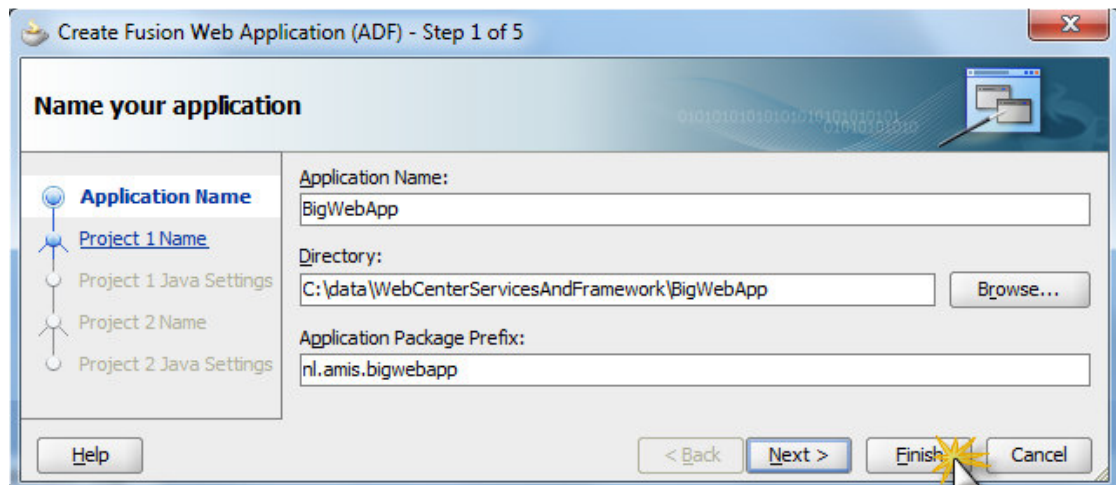 Create Fusion Web Application (ADF) - Step 1 of 5
Name your application
Application Name
Project 1 Name
Project 1 Java Settings
Project 2 Name
Project 2 Java Settings
Application Name:
BigWebApp
Directory:
C:\data\WebCenterServicesAndFramework\BigWebApp
Browse...
Application Package Prefix:
nl.amis.bigwebapp
Help
< Back
Next >
Finish
Cancel